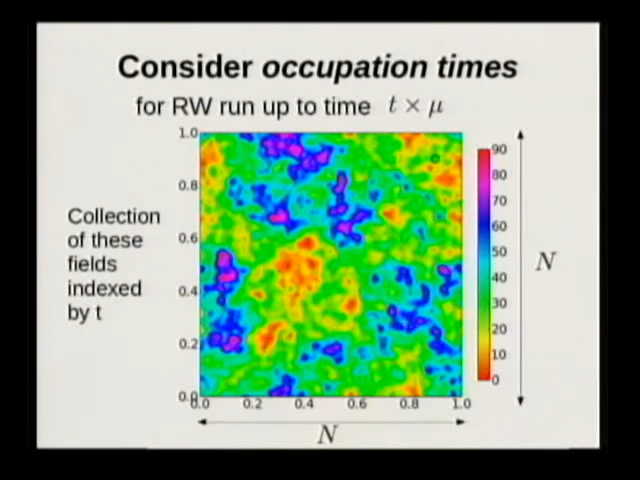 Consider occupation times
for RW run up to time t × μ
Collection
of these
fields
indexed
by t
1.0
0.8
0.6
0.4
0.2
0.0
0.0 0.2 0.4 0.6 0.8 1.0
90
80
70
60
50
40
30
20
10
0
N
N